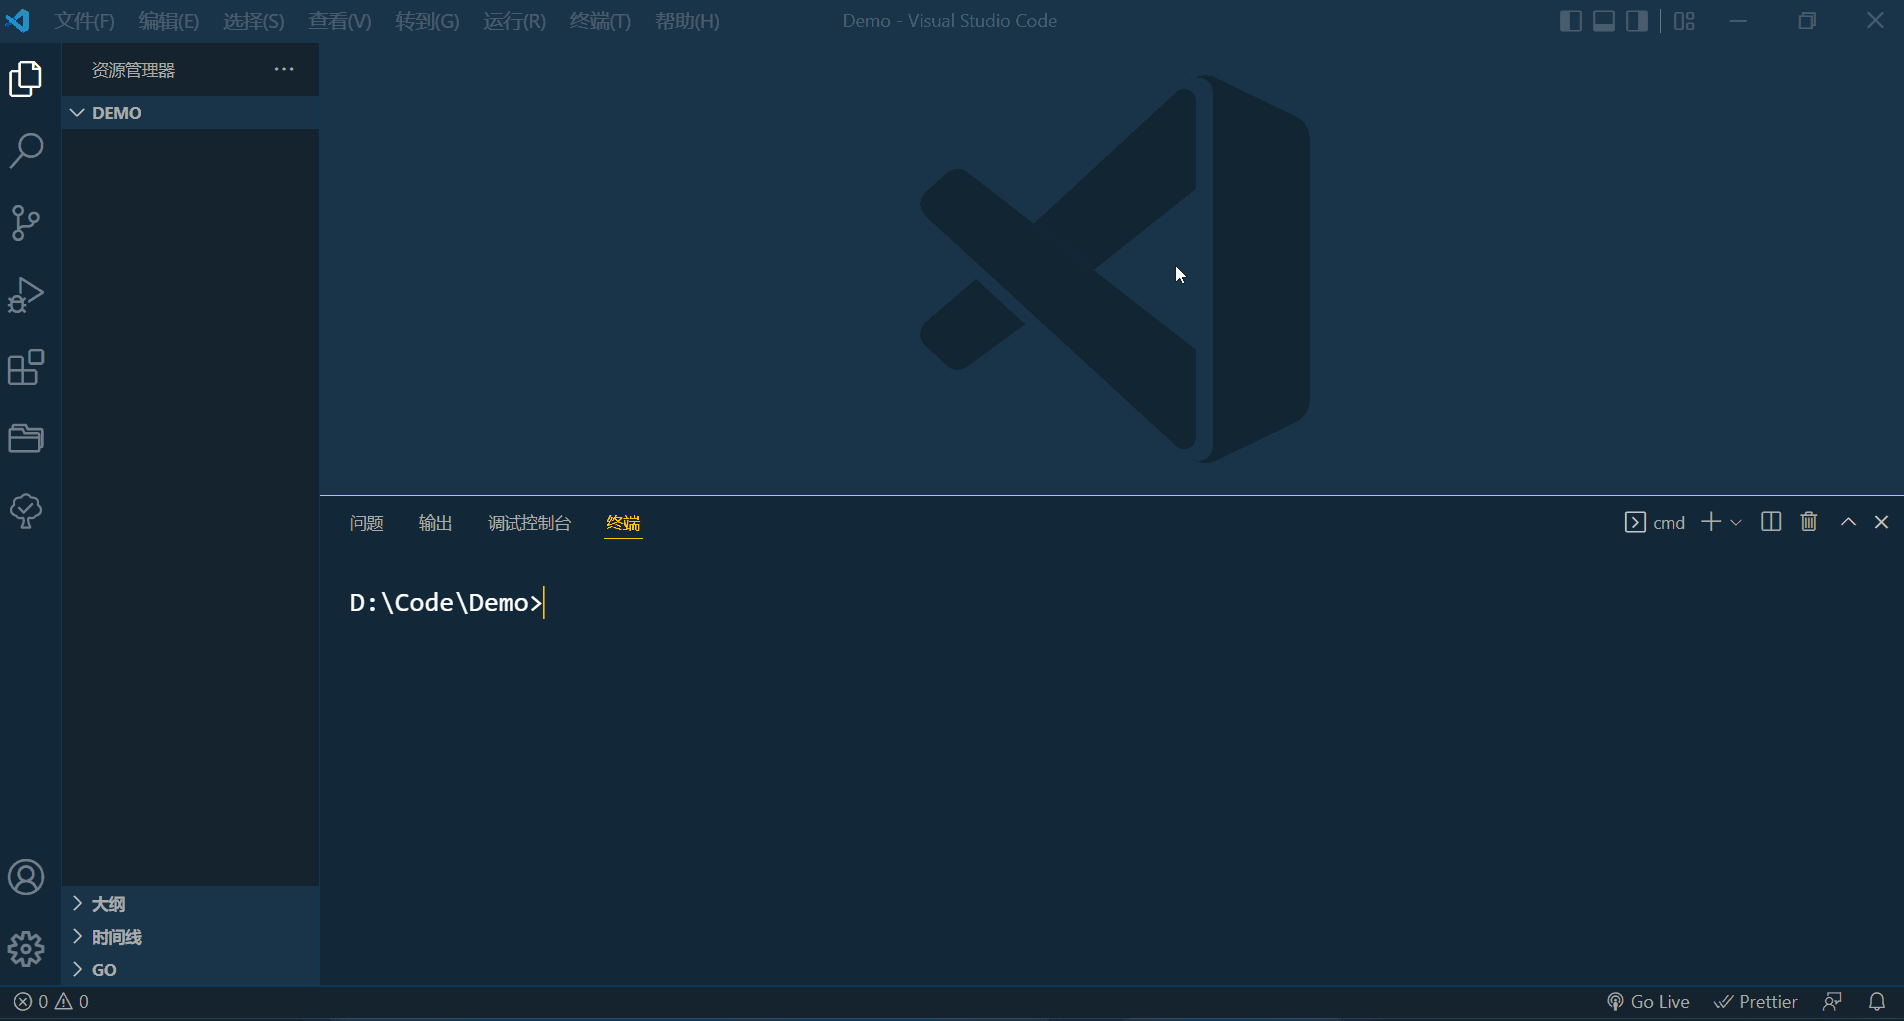 文件(F) 编辑(E) 选择(S) 查看(V) 转到(G) 运行(R) 终端(T) 帮助(H) Demo - Visual Studio Code
资源管理器
DEMO
问题 输出 调试控制台 终端 cmd
D:\Code\Demo>
大纲
时间线
GO
0 0 Go Live Prettier